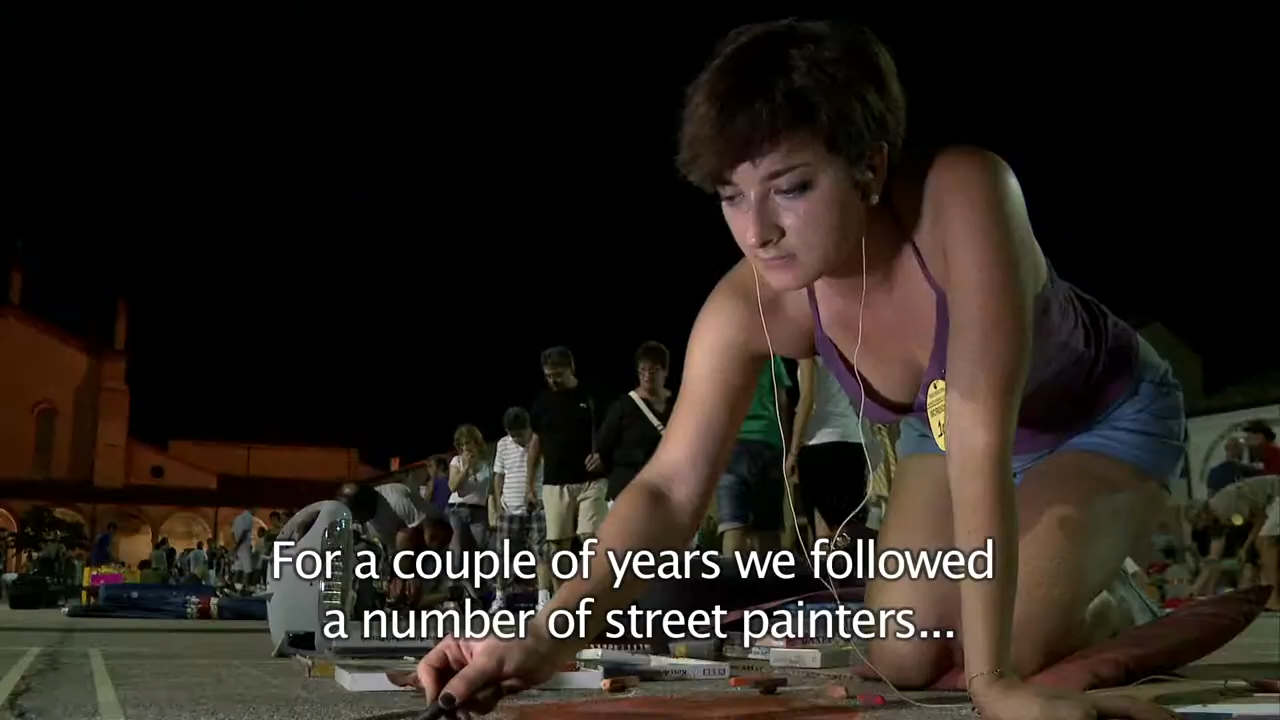 For a couple of years we followed
a number of street painters...